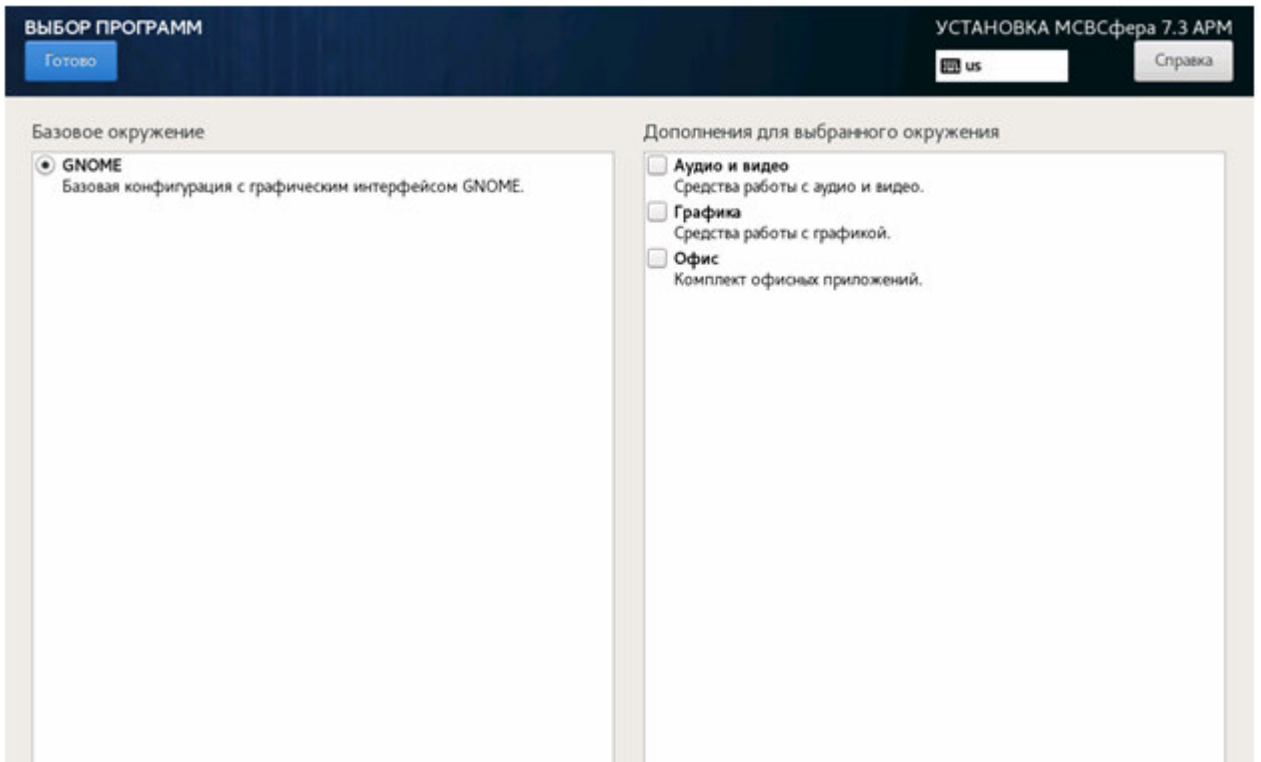 ВЫБОР ПРОГРАММ
УСТАНОВКА МСВСфера 7.3 АРМ
Готово
us
Справка
Базовое окружение
GNOME
Базовая конфигурация с графическим интерфейсом GNOME.
Дополнения для выбранного окружения
Аудио и видео
Средства работы с аудио и видео.
Графика
Средства работы с графикой.
Офис
Комплект офисных приложений.